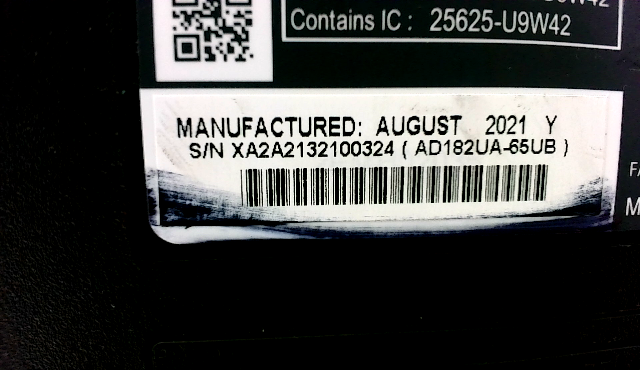 Contains IC : 25625-U9W42
MANUFACTURED: AUGUST 2021 Y
S/N XA2A2132100324 ( AD182UA-65UB )